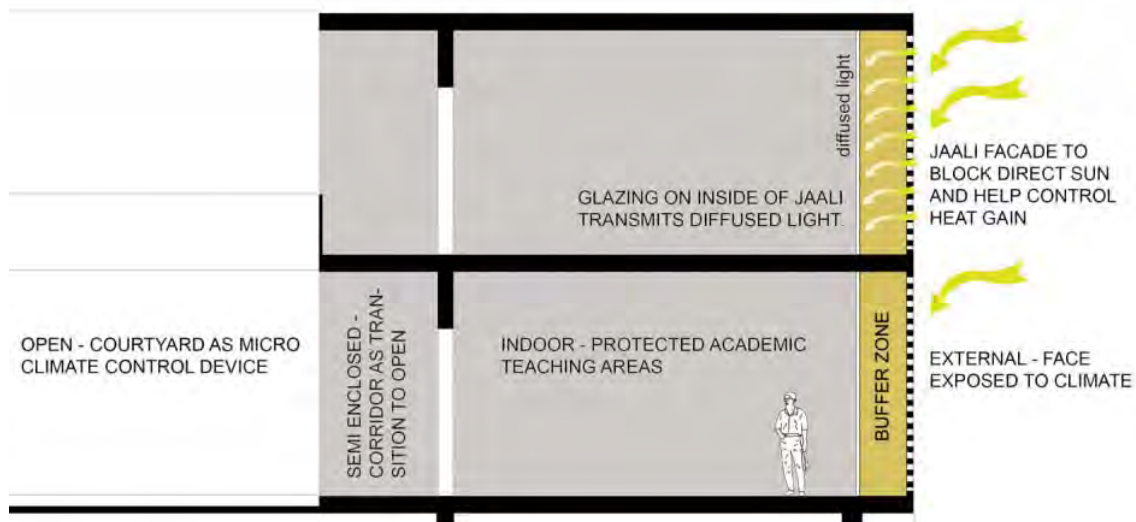 diffused light
GLAZING ON INSIDE OF JAALI
TRANSMITS DIFFUSED LIGHT.
JAALI FACADE TO
BLOCK DIRECT SUN
AND HELP CONTROL
HEAT GAIN
OPEN - COURTYARD AS MICRO
CLIMATE CONTROL DEVICE
SEMI ENCLOSED -
CORRIDOR AS TRAN-
SITION TO OPEN
INDOOR - PROTECTED ACADEMIC
TEACHING AREAS
BUFFER ZONE
EXTERNAL - FACE
EXPOSED TO CLIMATE